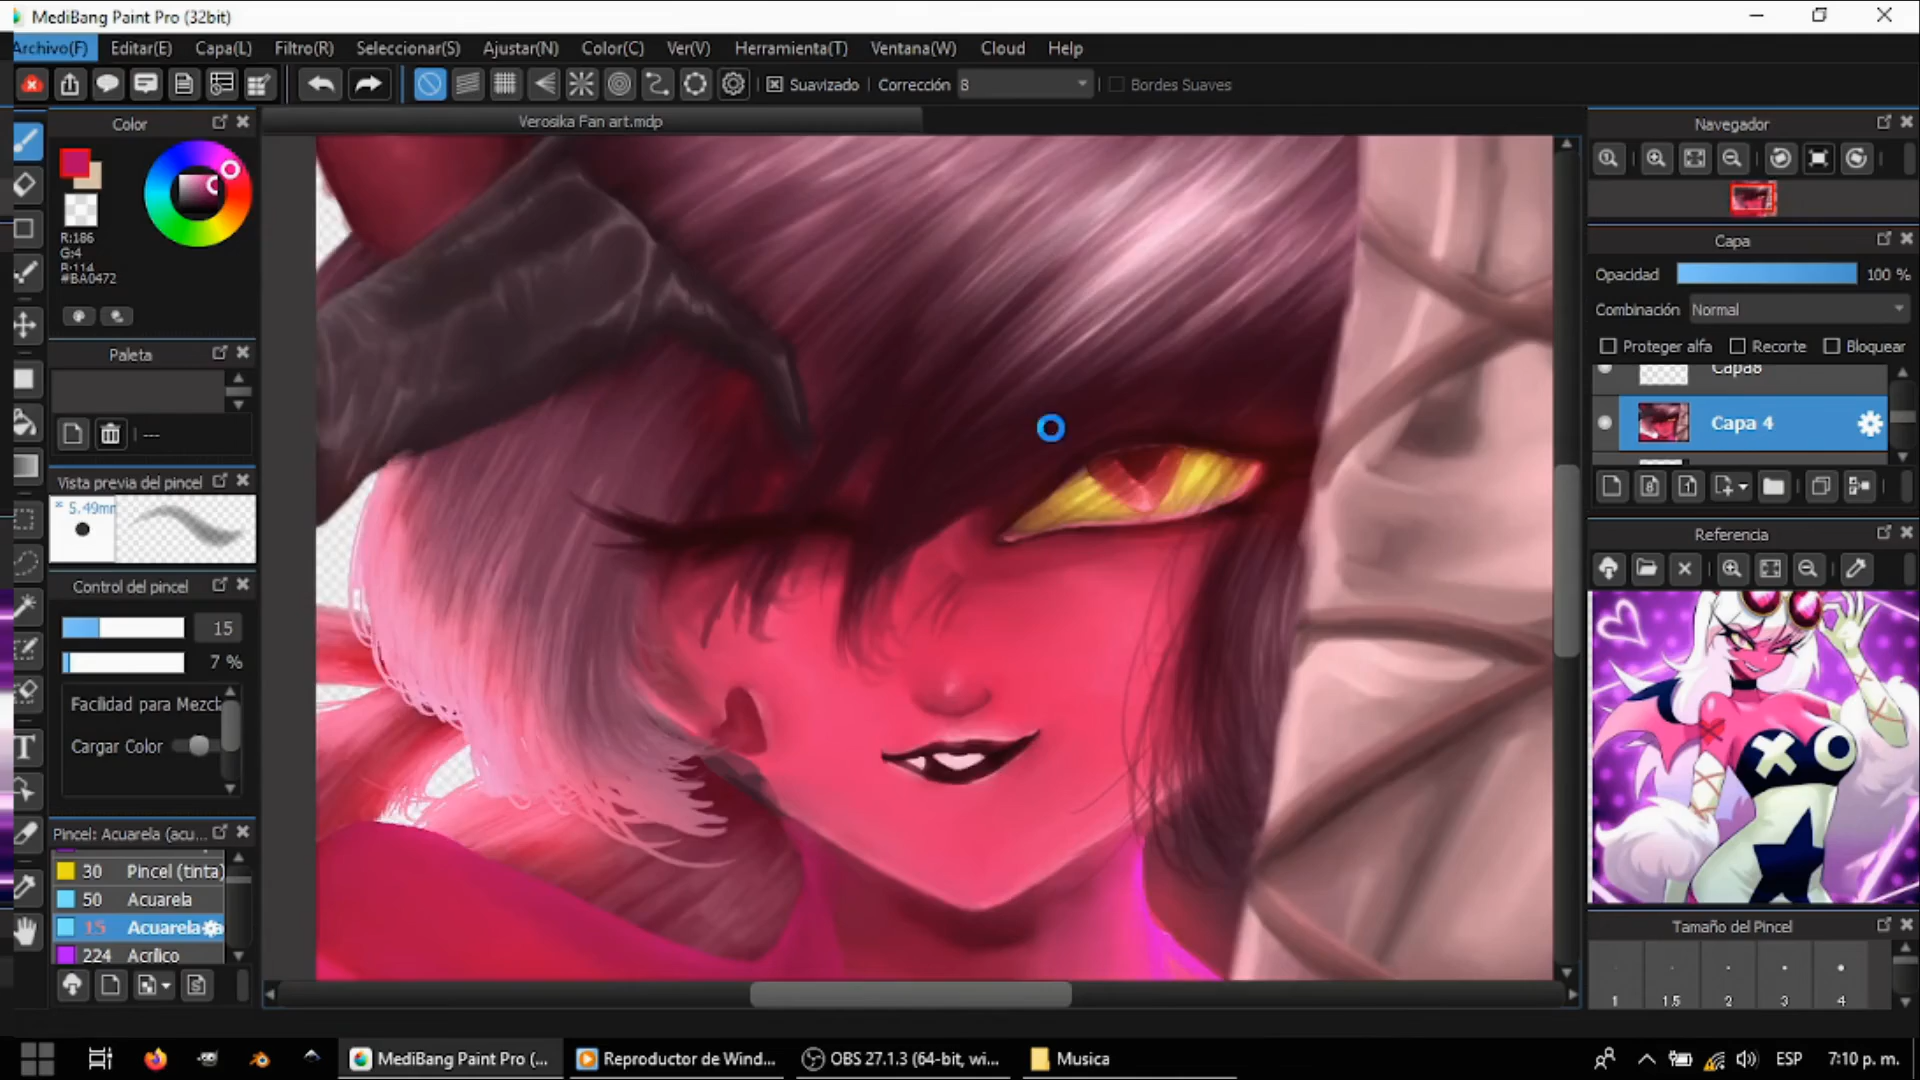 MediBang Paint Pro (32bit)
Archivo(F) Editar(E) Capa(L) Filtro(R) Seleccionar(S) Ajustar(N) Color(C) Ver(V) Herramienta(T) Ventana(W) Cloud Help
Suavizado Corrección 8 Bordes Suaves
Color
Verosika Fan art.mdp
Navegador
R:186
G:4
B:114
#BA0472
Capa
Opacidad 100 %
Combinación Normal
Proteger alfa Recorte Bloquear
Capa8
Capa 4
Paleta
---
Vista previa del pincel
* 5.49mm
Referencia
Control del pincel
15
7 %
Facilidad para Mezcl
Cargar Color
Pincel: Acuarela (acu...
30 Pincel (tinta)
50 Acuarela
15 Acuarela
224 Acrílico
X O
Tamaño del Pincel
1 1.5 2 3 4
MediBang Paint Pro (... Reproductor de Wind... OBS 27.1.3 (64-bit, wi... Musica ESP 7:10 p. m.